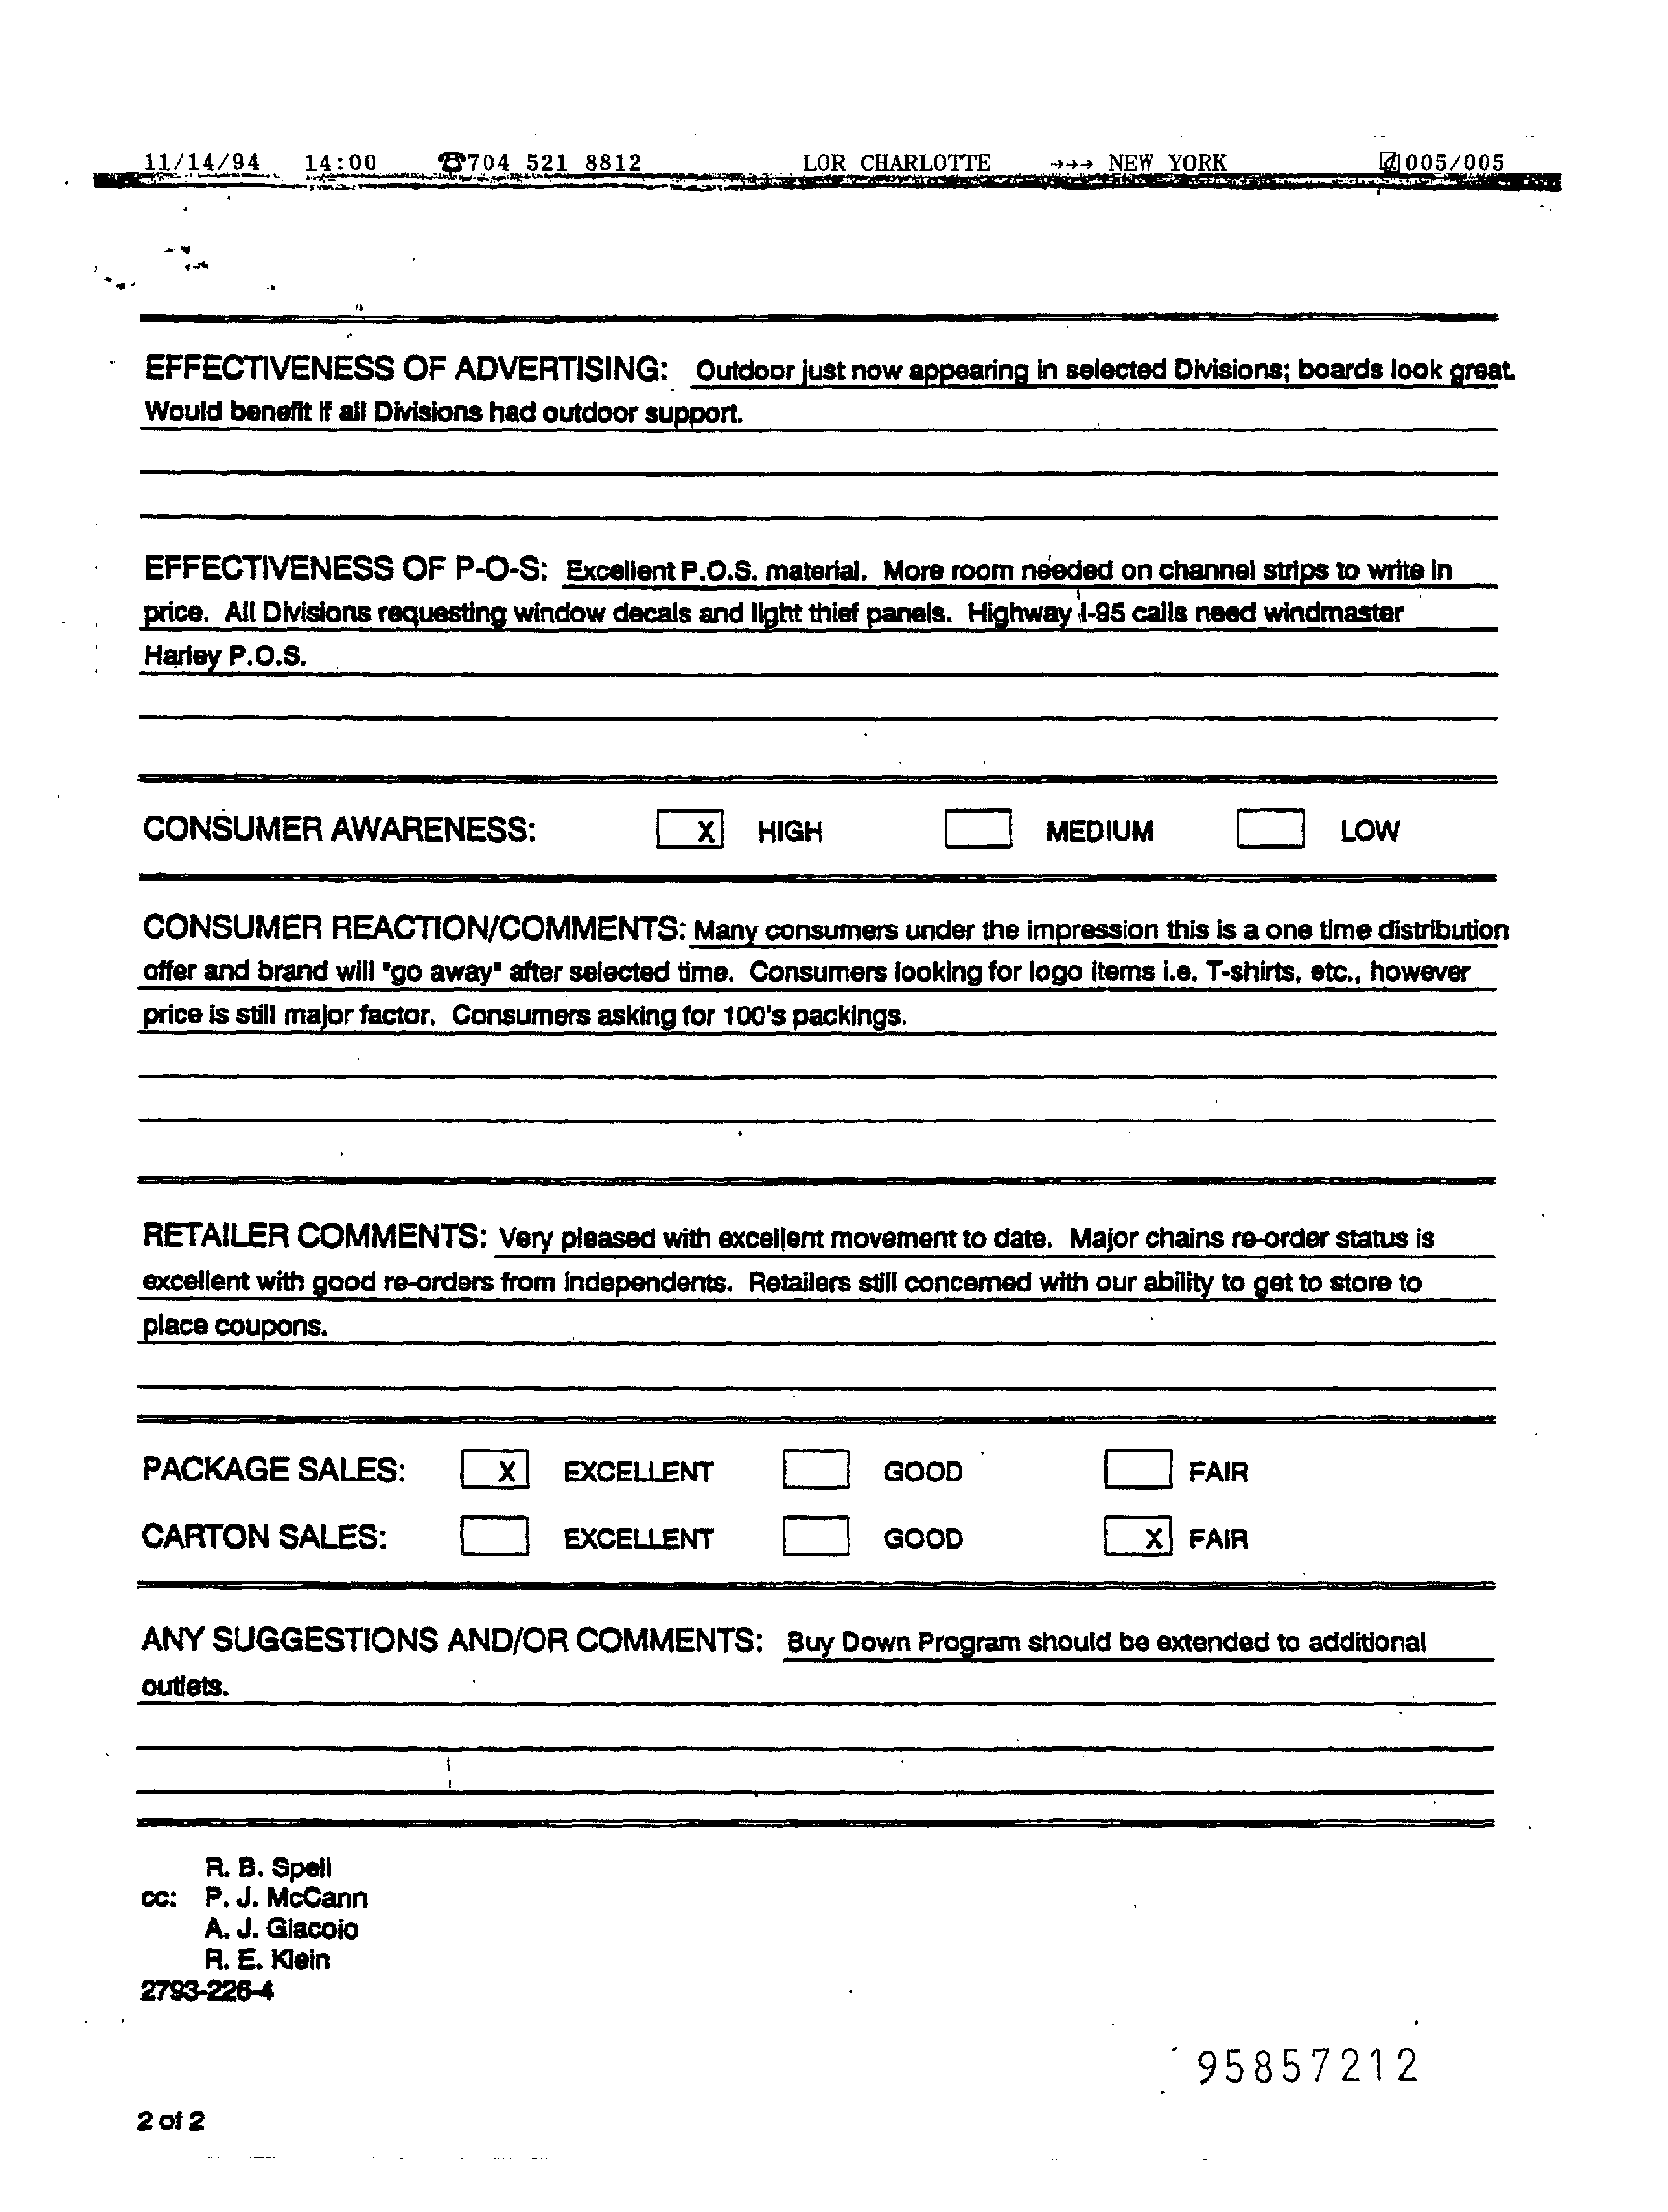 11/14/94 14:00 ☎704 521 8812 LOR CHARLOTTE →→→ NEW YORK 005/005
EFFECTIVENESS OF ADVERTISING: Outdoor just now appearing in selected Divisions; boards look great.
Would benefit if all Divisions had outdoor support.
EFFECTIVENESS OF P-O-S: Excellent P.O.S. material. More room needed on channel strips to write in
price. All Divisions requesting window decals and light thief panels. Highway I-95 calls need windmaster
Harley P.O.S.
CONSUMER AWARENESS: X HIGH MEDIUM LOW
CONSUMER REACTION/COMMENTS: Many consumers under the impression this is a one time distribution
offer and brand will "go away" after selected time. Consumers looking for logo items i.e. T-shirts, etc., however
price is still major factor. Consumers asking for 100's packings.
RETAILER COMMENTS: Very pleased with excellent movement to date. Major chains re-order status is
excellent with good re-orders from independents. Retailers still concerned with our ability to get to store to
place coupons.
PACKAGE SALES: X EXCELLENT GOOD FAIR
CARTON SALES: EXCELLENT GOOD X FAIR
ANY SUGGESTIONS AND/OR COMMENTS: Buy Down Program should be extended to additional
outlets.
R. B. Spell
cc: P. J. McCann
A. J. Giacoio
R. E. Klein
2793-226-4
95857212
2 of 2